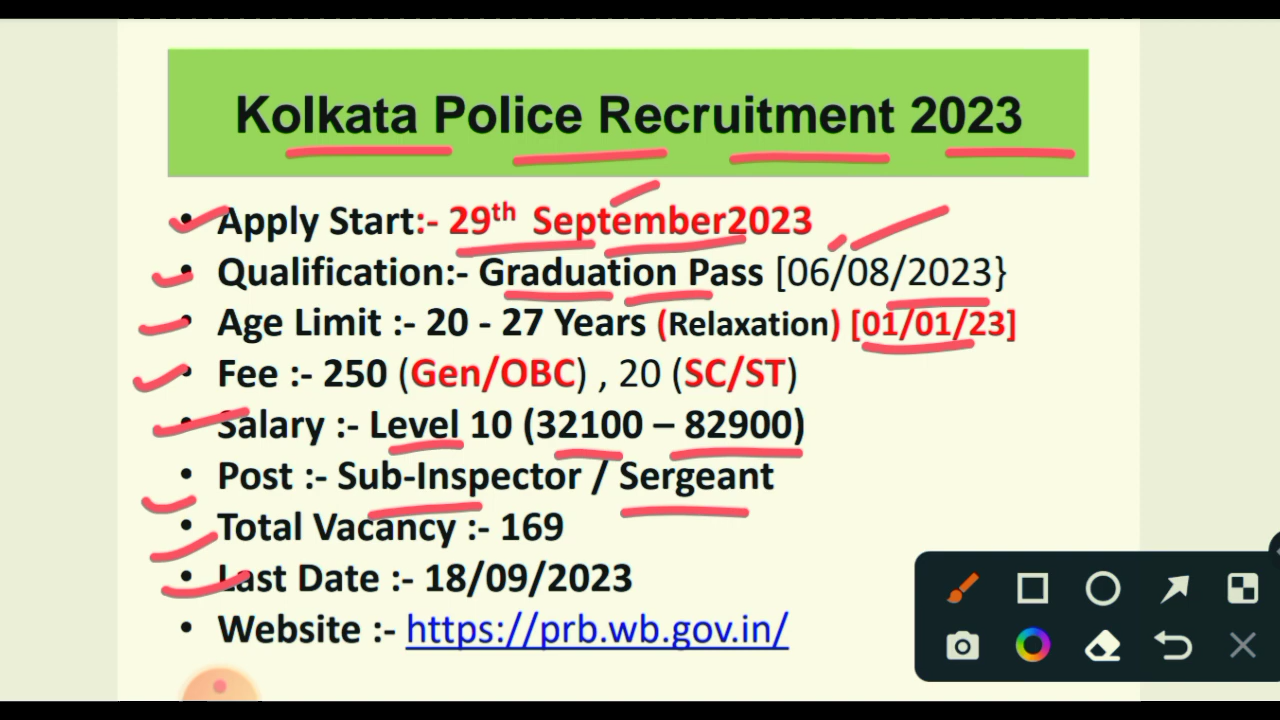 Kolkata Police Recruitment 2023
• Apply Start:- 29th September2023
• Qualification:- Graduation Pass [06/08/2023}
• Age Limit :- 20 - 27 Years (Relaxation) [01/01/23]
• Fee :- 250 (Gen/OBC) , 20 (SC/ST)
• Salary :- Level 10 (32100 – 82900)
• Post :- Sub-Inspector / Sergeant
• Total Vacancy :- 169
• Last Date :- 18/09/2023
• Website :- https://prb.wb.gov.in/